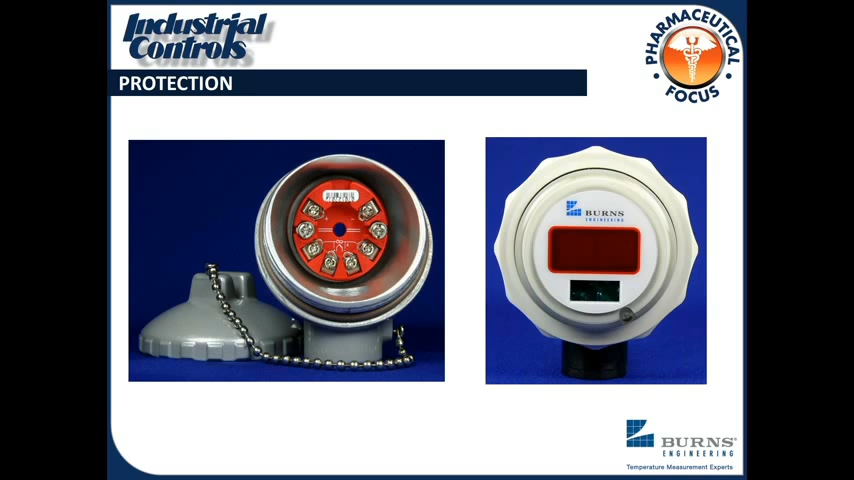 Industrial
Controls
PHARMACEUTICAL
FOCUS
PROTECTION
BURNS
ENGINEERING
BURNS®
ENGINEERING
Temperature Measurement Experts